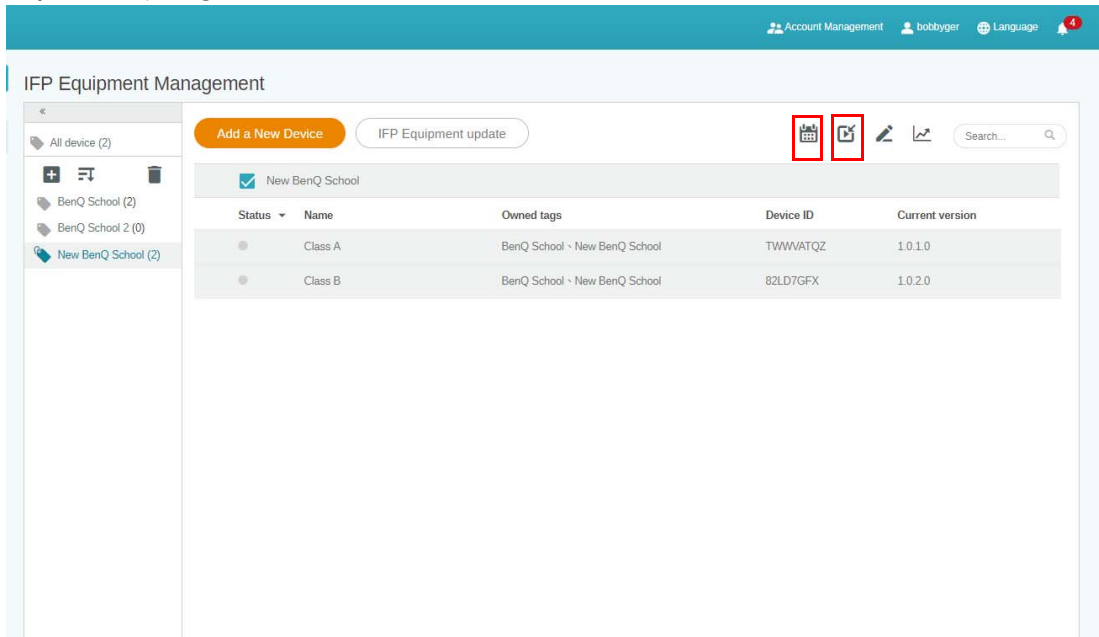 Account Management bobbyger Language 4
IFP Equipment Management
«
All device (2)
Add a New Device
IFP Equipment update
Search...
BenQ School (2)
BenQ School 2 (0)
New BenQ School (2)
New BenQ School
Status Name Owned tags Device ID Current version
Class A BenQ School、New BenQ School TWWVATQZ 1.0.1.0
Class B BenQ School、New BenQ School 82LD7GFX 1.0.2.0